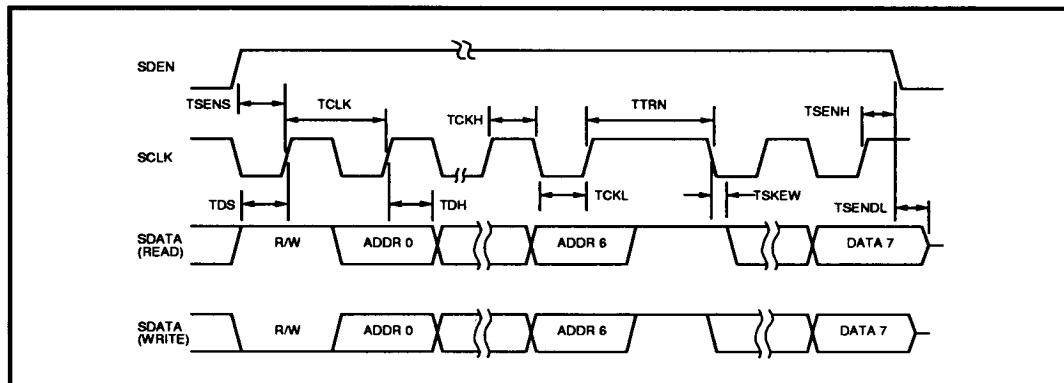 SDEN
TSENS
TCLK
TCKH
TTRN
TSENH
SCLK
TDS
TDH
TCKL
TSKEW
TSENDL
SDATA
(READ)
R/W
ADDR 0
ADDR 6
DATA 7
SDATA
(WRITE)
R/W
ADDR 0
ADDR 6
DATA 7